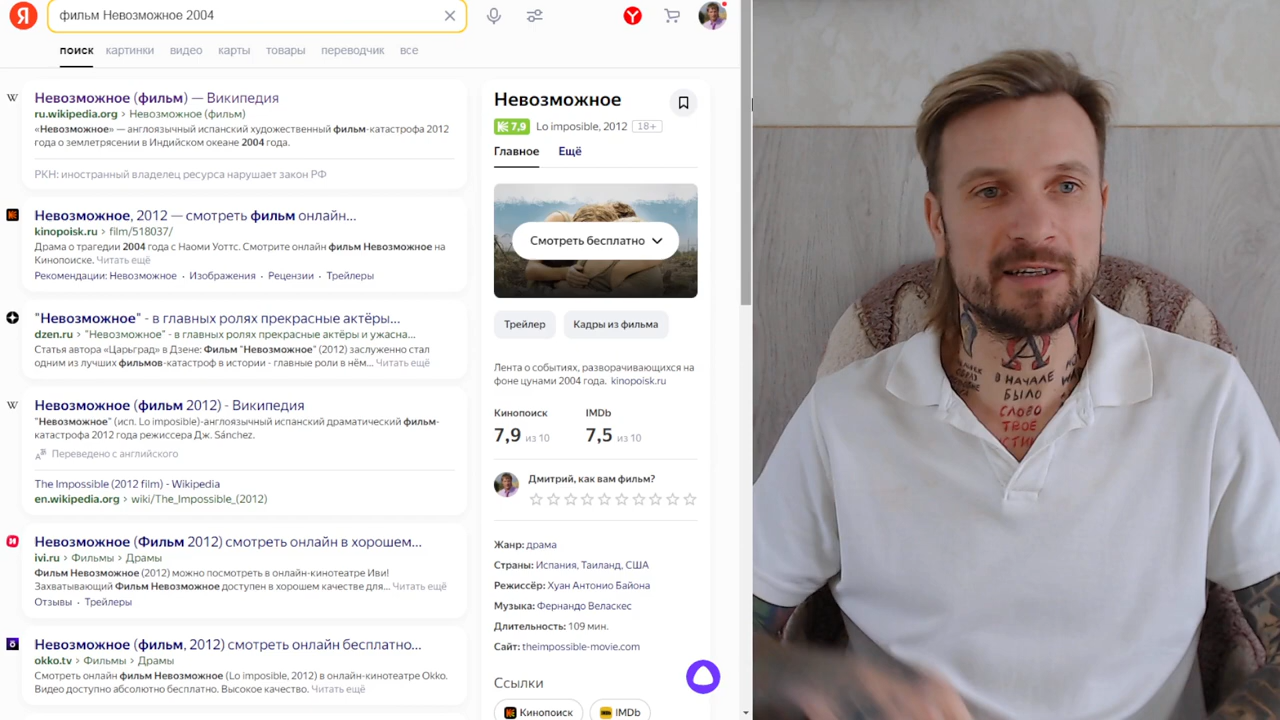 Я
фильм Невозможное 2004
поиск картинки видео карты товары переводчик все
W
Невозможное (фильм) — Википедия
ru.wikipedia.org › Невозможное (фильм)
«Невозможное» — англоязычный испанский художественный фильм-катастрофа 2012
года о землетрясении в Индийском океане 2004 года.
РКН: иностранный владелец ресурса нарушает закон РФ
Невозможное, 2012 — смотреть фильм онлайн...
kinopoisk.ru › film/518037/
Драма о трагедии 2004 года с Наоми Уоттс. Смотрите онлайн фильм Невозможное на
Кинопоиске. Читать ещё
Рекомендации: Невозможное · Изображения · Рецензии · Трейлеры
"Невозможное" - в главных ролях прекрасные актёры...
dzen.ru › "Невозможное" - в главных ролях прекрасные актёры и ужасна...
Статья автора «Царьград» в Дзене: Фильм "Невозможное" (2012) заслуженно стал
одним из лучших фильмов-катастроф в истории - главные роли в нём... Читать ещё
W
Невозможное (фильм 2012) - Википедия
"Невозможное" (исп. Lo imposible)-англоязычный испанский драматический фильм-
катастрофа 2012 года режиссера Дж. Sánchez.
Переведено с английского
The Impossible (2012 film) - Wikipedia
en.wikipedia.org › wiki/The_Impossible_(2012)
Невозможное (Фильм 2012) смотреть онлайн в хорошем...
ivi.ru › Фильмы › Драмы
Фильм Невозможное (2012) можно посмотреть в онлайн-кинотеатре Иви!
Захватывающий Фильм Невозможное доступен в хорошем качестве для... Читать ещё
Отзывы · Трейлеры
Невозможное (фильм, 2012) смотреть онлайн бесплатно...
okko.tv › Фильмы › Драмы
Смотреть онлайн фильм Невозможное (Lo imposible, 2012) в онлайн-кинотеатре Okko.
Видео доступно абсолютно бесплатно. Высокое качество. Читать ещё
Невозможное
7,9 Lo imposible, 2012 18+
Главное Ещё
Смотреть бесплатно
Трейлер Кадры из фильма
Лента о событиях, разворачивающихся на
фоне цунами 2004 года. kinopoisk.ru
Кинопоиск IMDb
7,9 из 10 7,5 из 10
Дмитрий, как вам фильм?
Жанр: драма
Страны: Испания, Таиланд, США
Режиссёр: Хуан Антонио Байона
Музыка: Фернандо Веласкес
Длительность: 109 мин.
Сайт: theimpossible-movie.com
Ссылки
Кинопоиск IMDb
В НАЧАЛЕ
БЫЛО
СЛОВО
ТВОЕ